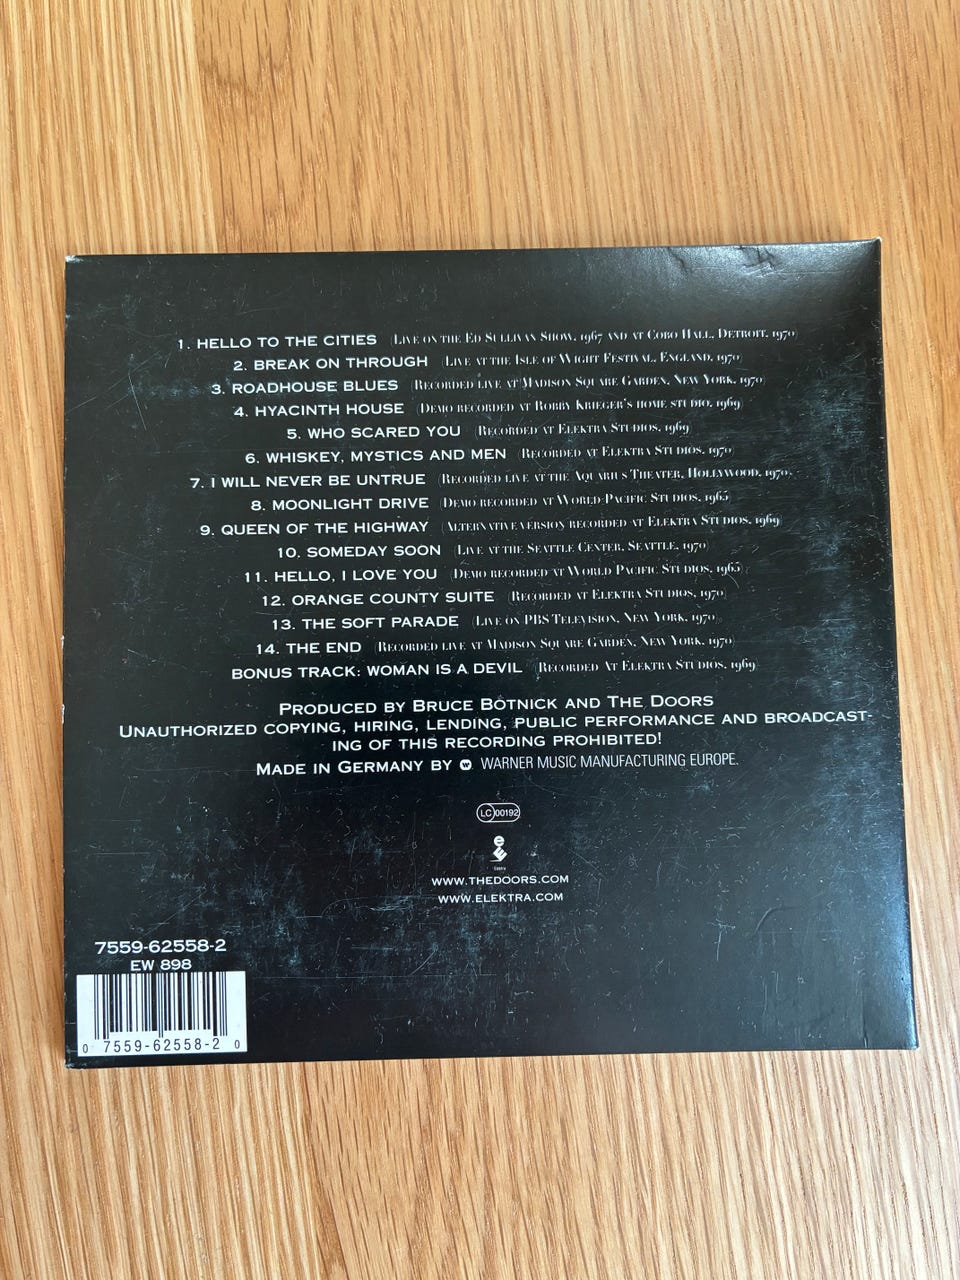 1. HELLO TO THE CITIES (LIVE ON THE ED SULLIVAN SHOW, 1967 AND AT COBO HALL, DETROIT, 1970)
2. BREAK ON THROUGH (LIVE AT THE ISLE OF WIGHT FESTIVAL, ENGLAND, 1970)
3. ROADHOUSE BLUES (RECORDED LIVE AT MADISON SQUARE GARDEN, NEW YORK, 1970)
4. HYACINTH HOUSE (DEMO RECORDED AT ROBBY KRIEGER'S HOME STUDIO, 1969)
5. WHO SCARED YOU (RECORDED AT ELEKTRA STUDIOS, 1969)
6. WHISKEY, MYSTICS AND MEN (RECORDED AT ELEKTRA STUDIOS, 1970)
7. I WILL NEVER BE UNTRUE (RECORDED LIVE AT THE AQUARIUS THEATER, HOLLYWOOD, 1970)
8. MOONLIGHT DRIVE (DEMO RECORDED AT WORLD PACIFIC STUDIOS, 1965)
9. QUEEN OF THE HIGHWAY (ALTERNATIVE VERSION RECORDED AT ELEKTRA STUDIOS, 1969)
10. SOMEDAY SOON (LIVE AT THE SEATTLE CENTER, SEATTLE, 1970)
11. HELLO, I LOVE YOU (DEMO RECORDED AT WORLD PACIFIC STUDIOS, 1965)
12. ORANGE COUNTY SUITE (RECORDED AT ELEKTRA STUDIOS, 1970)
13. THE SOFT PARADE (LIVE ON PBS TELEVISION, NEW YORK, 1970)
14. THE END (RECORDED LIVE AT MADISON SQUARE GARDEN, NEW YORK, 1970)
BONUS TRACK: WOMAN IS A DEVIL (RECORDED AT ELEKTRA STUDIOS, 1969)
PRODUCED BY BRUCE BOTNICK AND THE DOORS
UNAUTHORIZED COPYING, HIRING, LENDING, PUBLIC PERFORMANCE AND BROADCAST-
ING OF THIS RECORDING PROHIBITED!
MADE IN GERMANY BY WARNER MUSIC MANUFACTURING EUROPE.
LC 00192
WWW.THEDOORS.COM
WWW.ELEKTRA.COM
7559-62558-2
EW 898
0 7559-62558-2 0